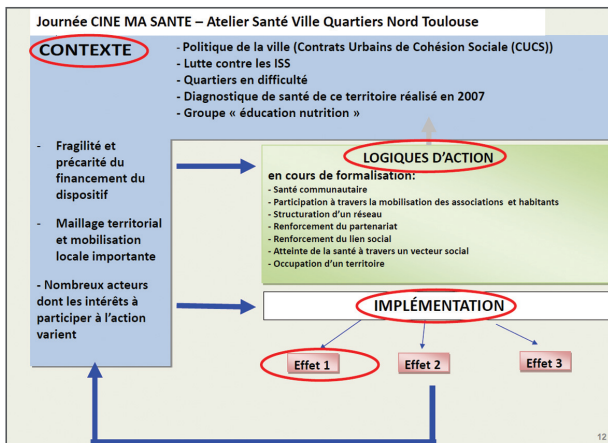 Journée CINE MA SANTE – Atelier Santé Ville Quartiers Nord Toulouse
CONTEXTE
- Politique de la ville (Contrats Urbains de Cohésion Sociale (CUCS))
- Lutte contre les ISS
- Quartiers en difficulté
- Diagnostique de santé de ce territoire réalisé en 2007
- Groupe « éducation nutrition »
- Fragilité et
précarité du
financement du
dispositif
- Maillage territorial
et mobilisation
locale importante
- Nombreux acteurs
dont les intérêts à
participer à l'action
varient
LOGIQUES D'ACTION
en cours de formalisation:
- Santé communautaire
- Participation à travers la mobilisation des associations et habitants
- Structuration d'un réseau
- Renforcement du partenariat
- Renforcement du lien social
- Atteinte de la santé à travers un vecteur social
- Occupation d'un territoire
IMPLÉMENTATION
Effet 1
Effet 2
Effet 3
12